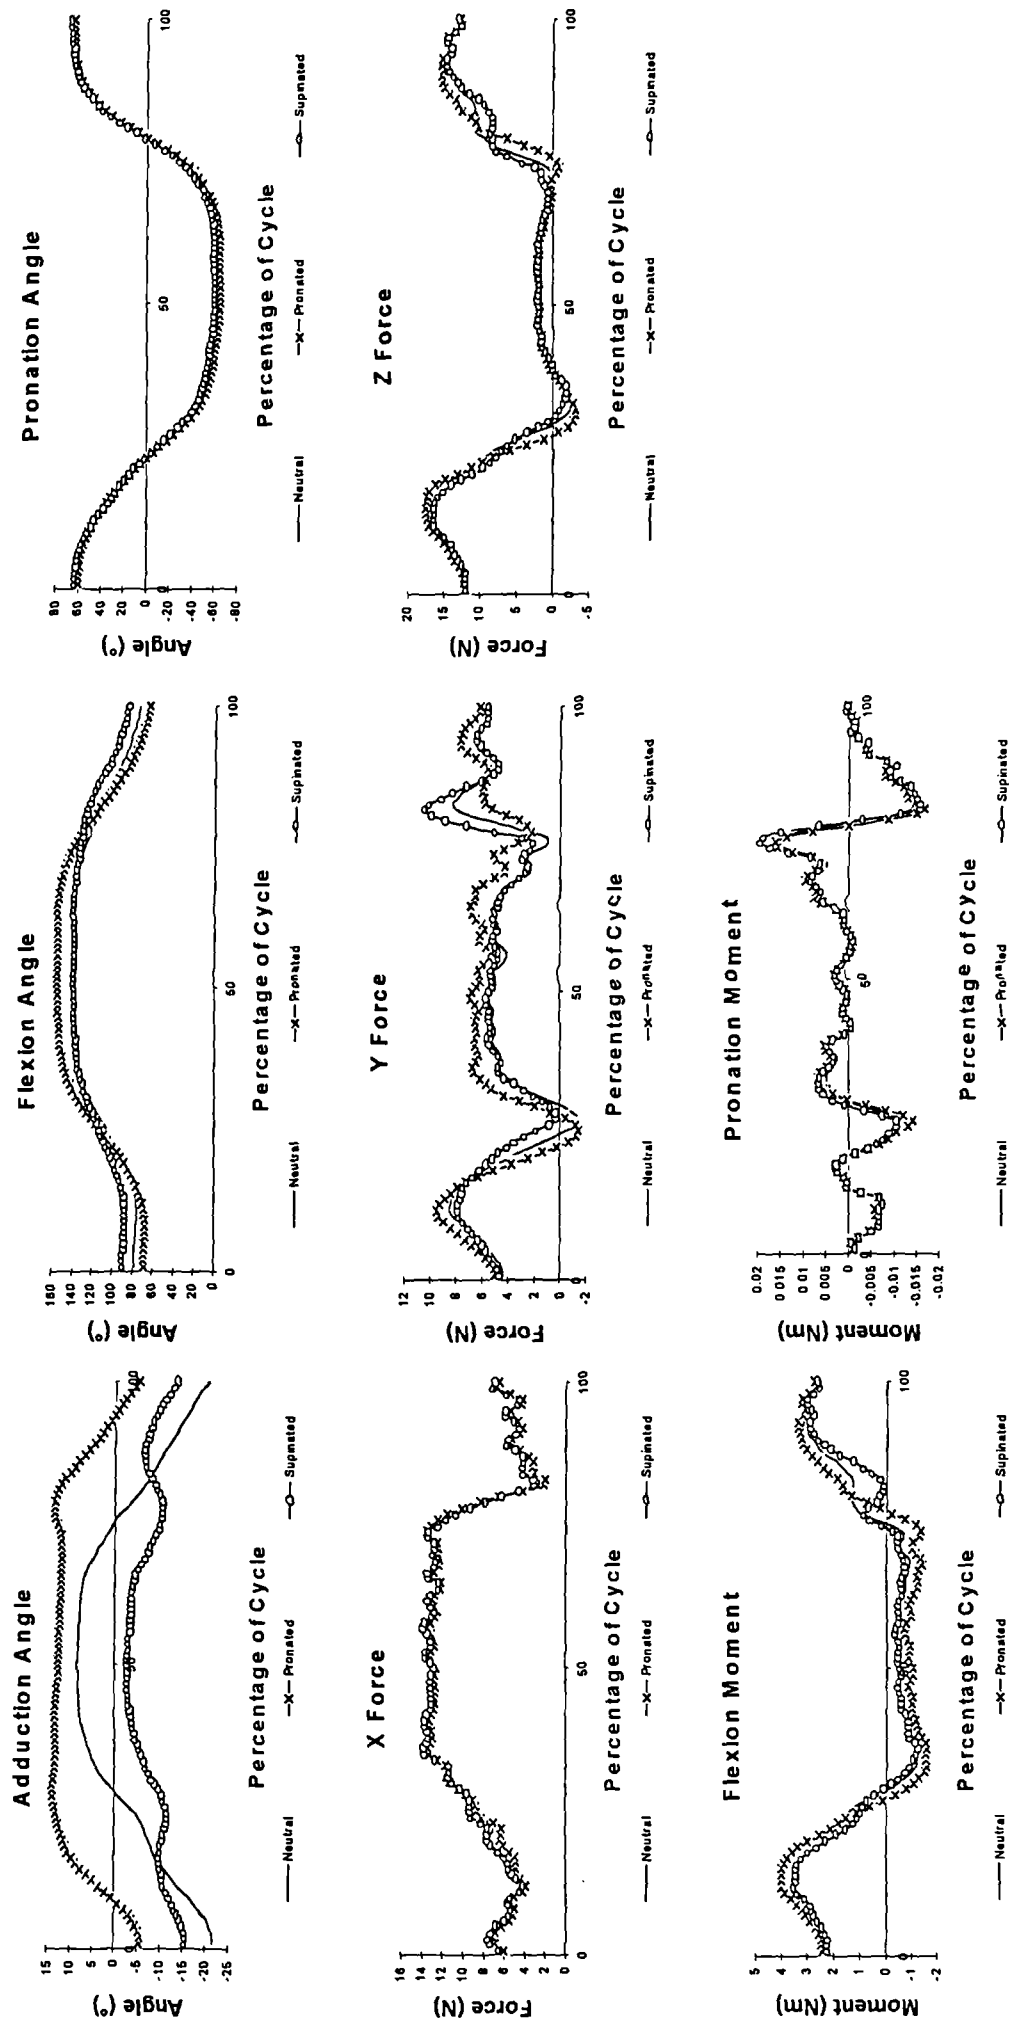 Adduction Angle
Angle (°)
15
10
5
0
-5
-10
-15
-20
-25
0
50
100
Percentage of Cycle
Neutral
Pronated
Supinated
Flexion Angle
Angle (°)
160
140
120
100
80
60
40
20
0
0
50
100
Percentage of Cycle
Neutral
Pronated
Supinated
Pronation Angle
Angle (°)
80
60
40
20
0
-20
-40
-60
-80
0
50
100
Percentage of Cycle
Neutral
Pronated
Supinated
X Force
Force (N)
16
14
12
10
8
6
4
2
0
0
50
100
Percentage of Cycle
Neutral
Pronated
Supinated
Y Force
Force (N)
12
10
8
6
4
2
0
-2
0
50
100
Percentage of Cycle
Neutral
Pronated
Supinated
Z Force
Force (N)
20
15
10
5
0
-5
0
50
100
Percentage of Cycle
Neutral
Pronated
Supinated
Flexion Moment
Moment (Nm)
5
4
3
2
1
0
-1
-2
0
50
100
Percentage of Cycle
Neutral
Pronated
Supinated
Pronation Moment
Moment (Nm)
0.02
0 015
0 01
0 005
0
-0.005
-0.01
-0.015
-0.02
0
50
100
Percentage of Cycle
Neutral
Pronated
Supinated